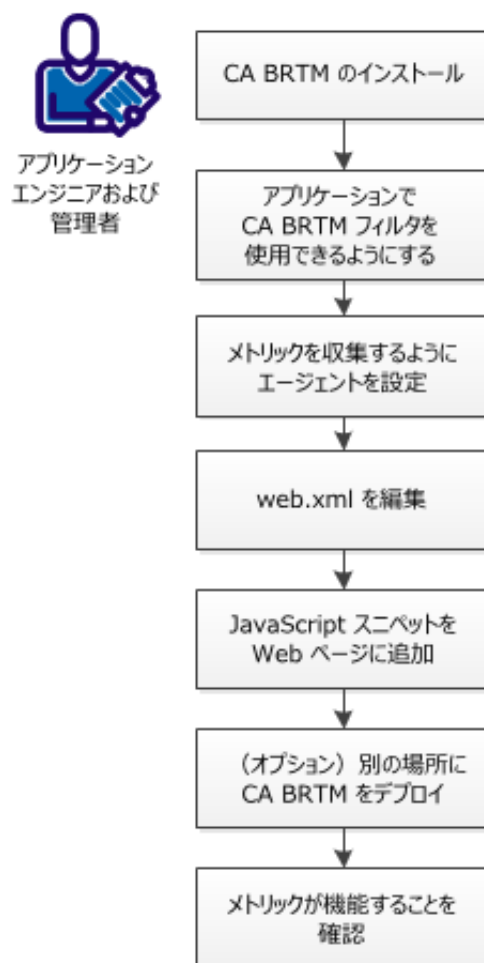 アプリケーション
エンジニアおよび
管理者
CA BRTM のインストール
アプリケーションで
CA BRTM フィルタを
使用できるようにする
メトリックを収集するように
エージェントを設定
web.xml を編集
JavaScript スニペットを
Web ページに追加
（オプション）別の場所に
CA BRTM をデプロイ
メトリックが機能することを
確認